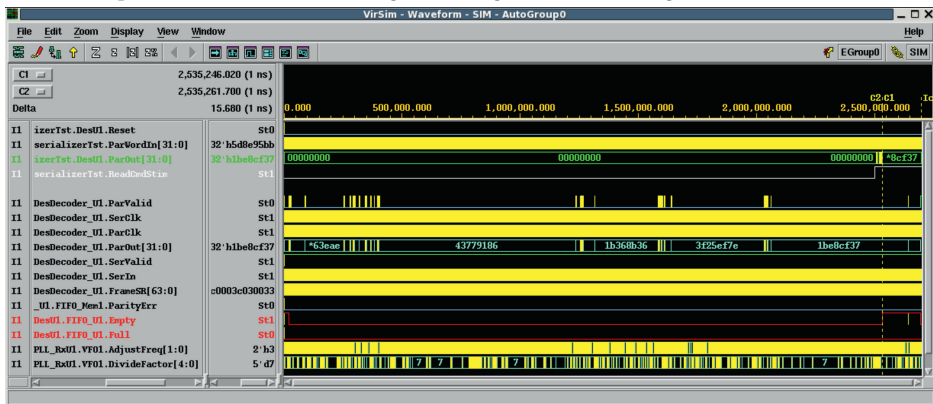 VirSim - Waveform - SIM - AutoGroup0
File Edit Zoom Display View Window Help
EGroup0 SIM
C1 2,535,246.020 (1 ns)
C2 2,535,261.700 (1 ns)
Delta 15.680 (1 ns)
C2 C1
0.000 500,000.000 1,000,000.000 1,500,000.000 2,000,000.000 2,500,000.000
I1 izerTst.DesU1.Reset St0
I1 serializerTst.ParWordIn[31:0] 32'h5d8e95bb
I1 izerTst.DesU1.ParOut[31:0] 32'h1be8cf37 00000000 00000000 00000000 *8cf37
I1 serializerTst.ReadCmdStim St1
I1 DesDecoder_U1.ParValid St0
I1 DesDecoder_U1.SerClk St1
I1 DesDecoder_U1.ParClk St1
I1 DesDecoder_U1.ParOut[31:0] 32'h1be8cf37 *63eae 43779186 1b368b36 3f25ef7e 1be8cf37
I1 DesDecoder_U1.SerValid St1
I1 DesDecoder_U1.SerIn St1
I1 DesDecoder_U1.FrameSR[63:0] c0003c030033
I1 _U1.FIFO_Mem1.ParityErr St0
I1 DesU1.FIFO_U1.Empty St1
I1 DesU1.FIFO_U1.Full St0
I1 PLL_RxU1.VFO1.AdjustFreq[1:0] 2'h3
I1 PLL_RxU1.VFO1.DivideFactor[4:0] 5'd7 7 7 7 7